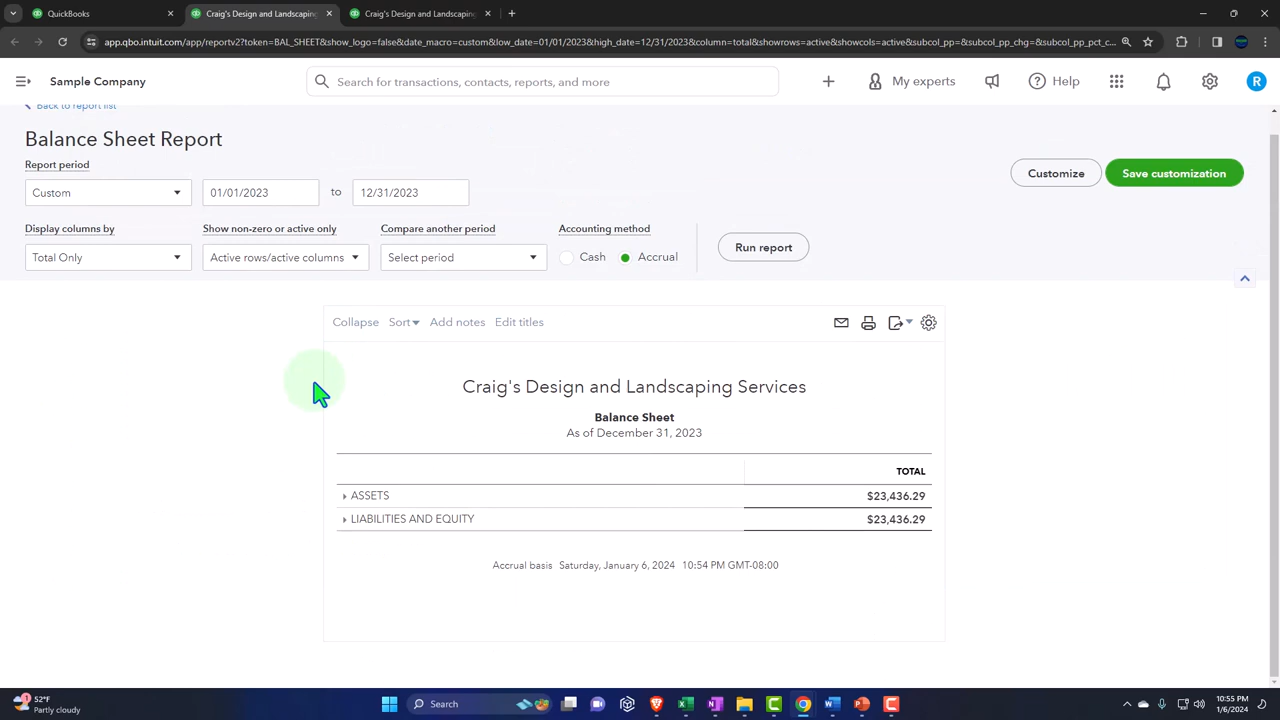 QuickBooks
Craig's Design and Landscaping
Craig's Design and Landscaping S
app.qbo.intuit.com/app/reportv2?token=BAL_SHEET&show_logo=false&date_macro=custom&low_date=01/01/2023&high_date=12/31/2023&column=total&showrows=active&showcols=active&subcol_pp=&subcol_pp_pct_c...
Sample Company
Search for transactions, contacts, reports, and more
My experts
Help
R
Back to report list
Balance Sheet Report
Report period
Custom
01/01/2023
to
12/31/2023
Customize
Save customization
Display columns by
Show non-zero or active only
Compare another period
Accounting method
Total Only
Active rows/active columns
Select period
Cash
Accrual
Run report
Collapse
Sort
Add notes
Edit titles
Craig's Design and Landscaping Services
Balance Sheet
As of December 31, 2023
TOTAL
ASSETS $23,436.29
LIABILITIES AND EQUITY $23,436.29
Accrual basis Saturday, January 6, 2024 10:54 PM GMT-08:00
1
52°F
Partly cloudy
Search
10:55 PM
1/6/2024